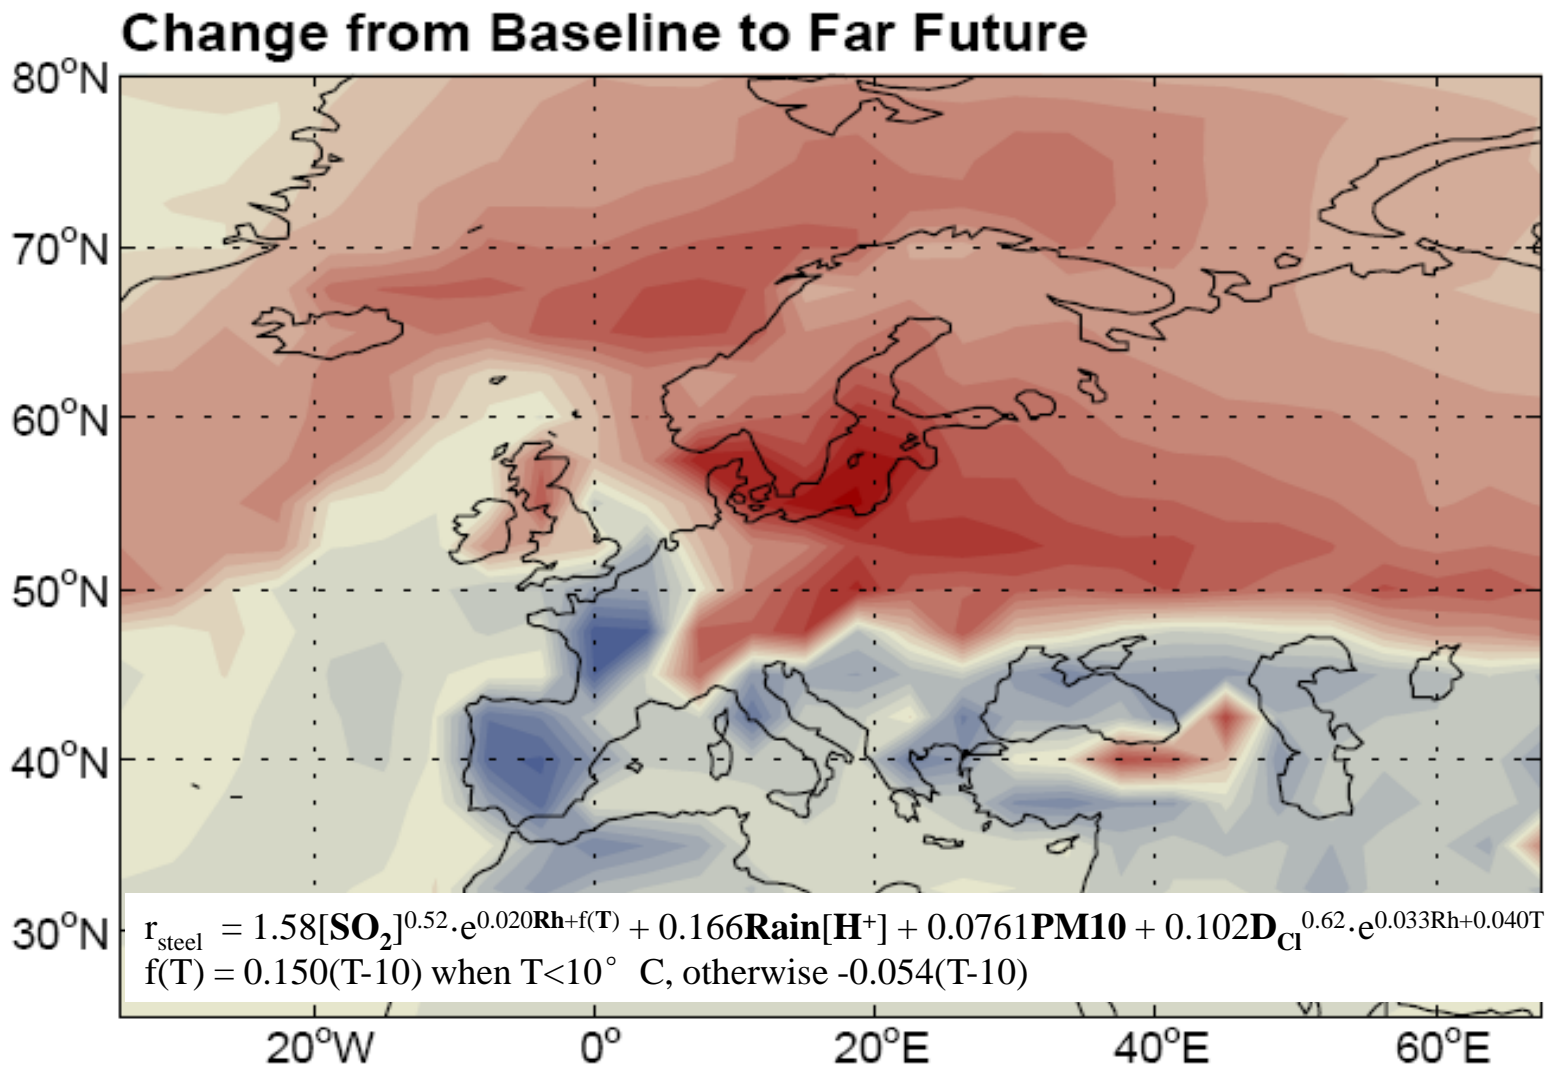 Change from Baseline to Far Future
80°N
70°N
60°N
50°N
40°N
30°N
r_steel = 1.58[SO₂]^0.52·e^0.020Rh+f(T) + 0.166Rain[H⁺] + 0.0761PM10 + 0.102D_Cl^0.62·e^0.033Rh+0.040T
f(T) = 0.150(T-10) when T<10° C, otherwise -0.054(T-10)
20°W 0° 20°E 40°E 60°E